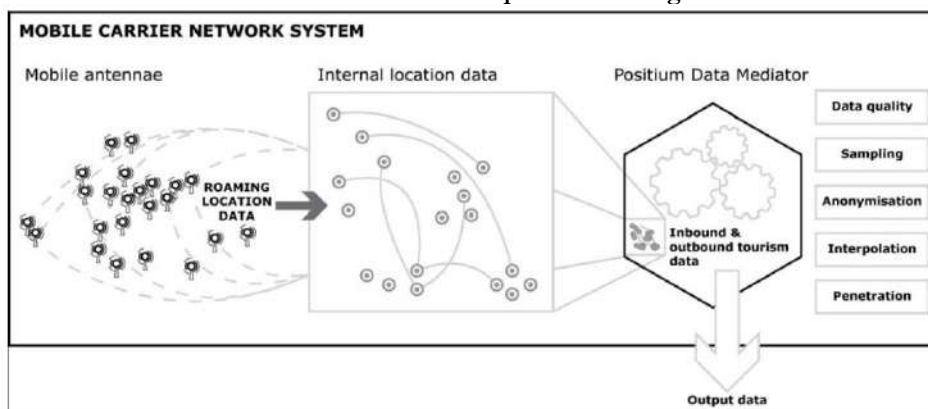 MOBILE CARRIER NETWORK SYSTEM
Mobile antennae
Internal location data
Positium Data Mediator
ROAMING
LOCATION
DATA
Inbound &
outbound tourism
data
Data quality
Sampling
Anonymisation
Interpolation
Penetration
Output data